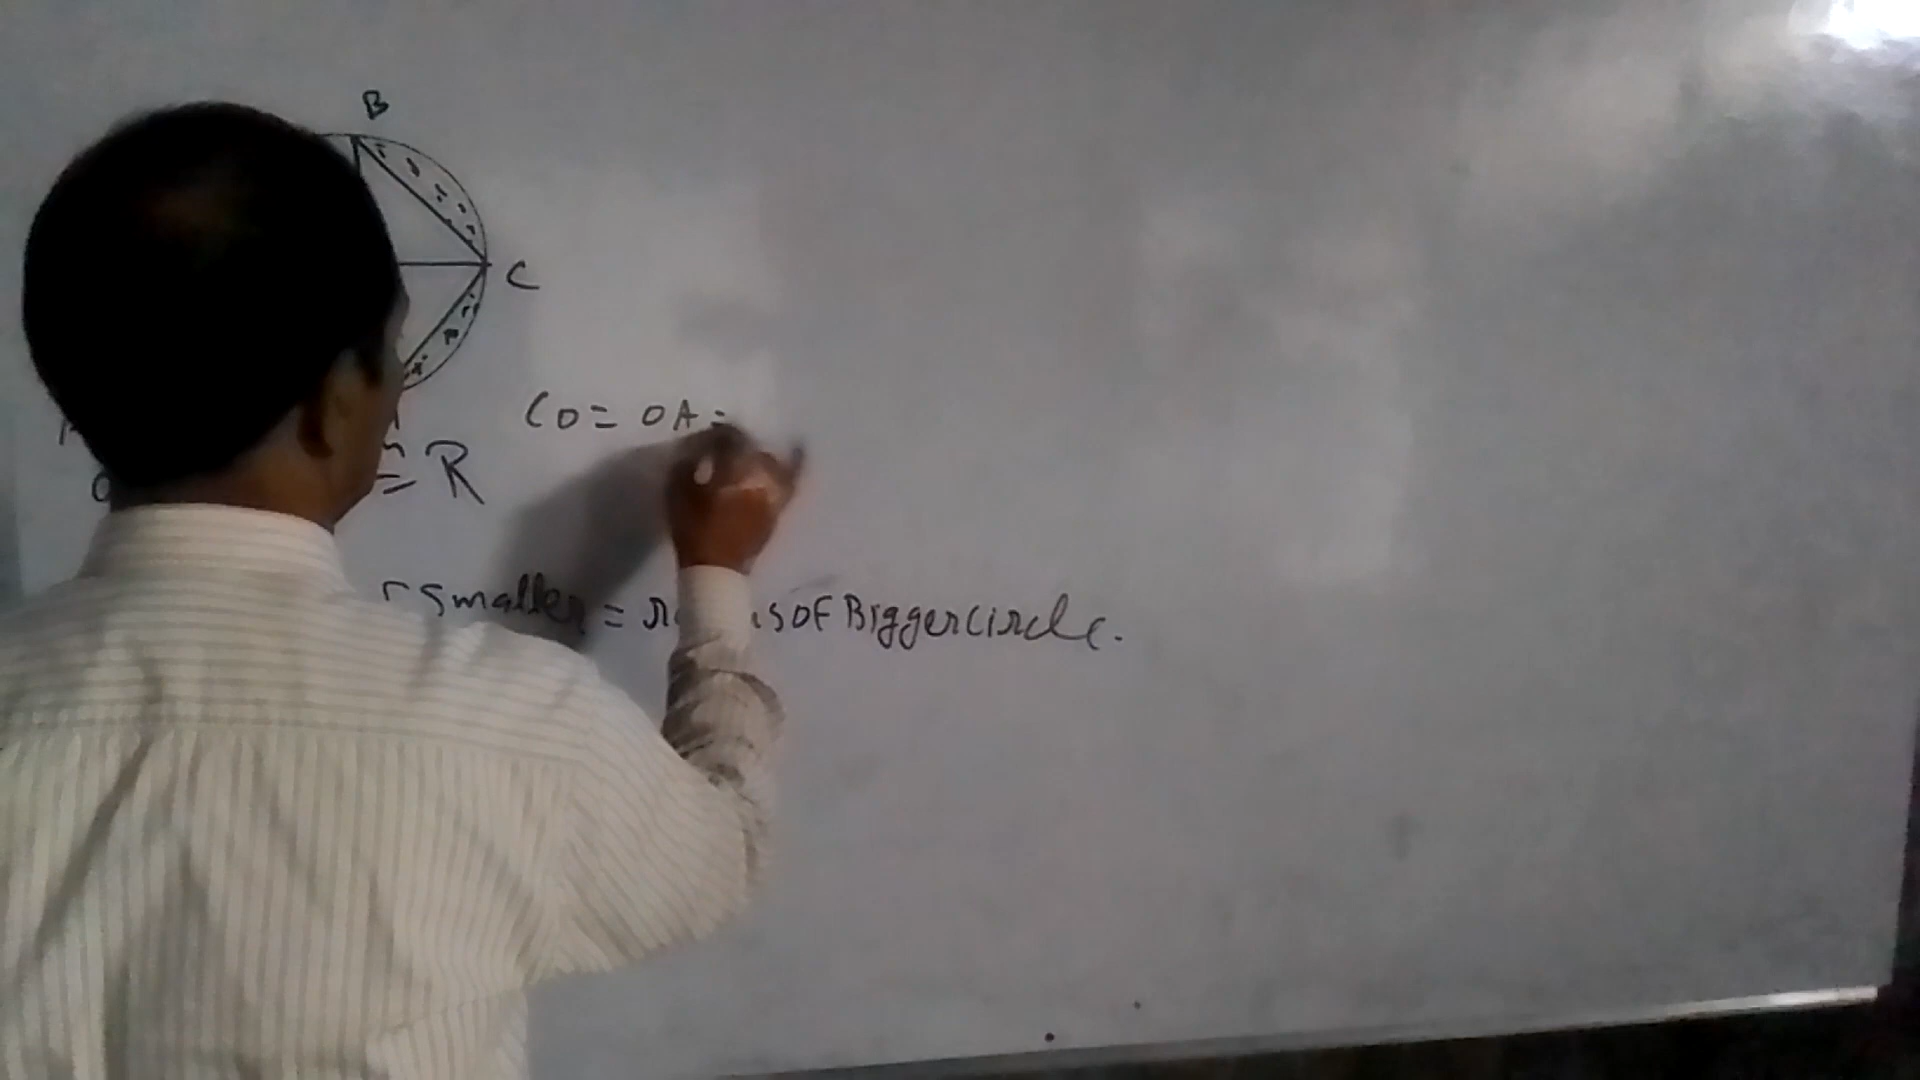 B
C
CO = OA =
= R
r smaller = of Bigger circle.